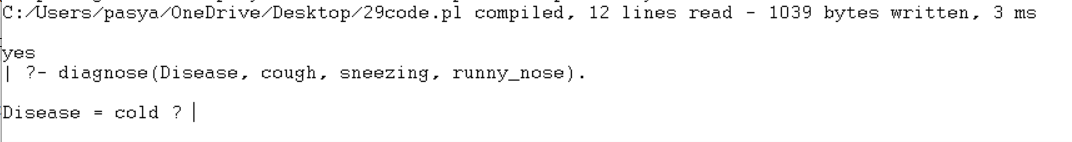 C:/Users/pasya/OneDrive/Desktop/29code.pl compiled, 12 lines read - 1039 bytes written, 3 ms
yes
| ?- diagnose(Disease, cough, sneezing, runny_nose).
Disease = cold ?